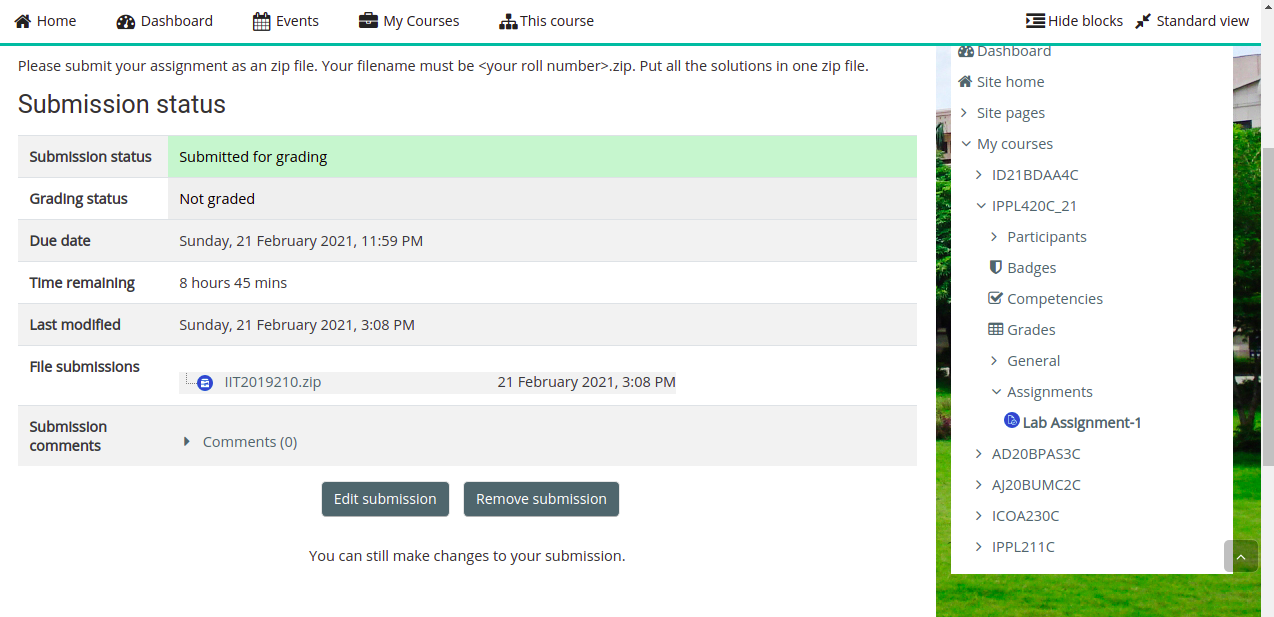 Home Dashboard Events My Courses This course Hide blocks Standard view
Please submit your assignment as an zip file. Your filename must be <your roll number>.zip. Put all the solutions in one zip file.
Submission status
Submission status Submitted for grading
Grading status Not graded
Due date Sunday, 21 February 2021, 11:59 PM
Time remaining 8 hours 45 mins
Last modified Sunday, 21 February 2021, 3:08 PM
File submissions
IIT2019210.zip 21 February 2021, 3:08 PM
Submission
comments
Comments (0)
Edit submission Remove submission
You can still make changes to your submission.
Dashboard
Site home
Site pages
My courses
ID21BDAA4C
IPPL420C_21
Participants
Badges
Competencies
Grades
General
Assignments
Lab Assignment-1
AD20BPAS3C
AJ20BUMC2C
ICOA230C
IPPL211C